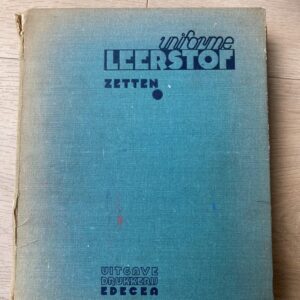 uniforme
LEERSTOF
ZETTEN
UITGAVE
DRUKKERIJ
EDECEA